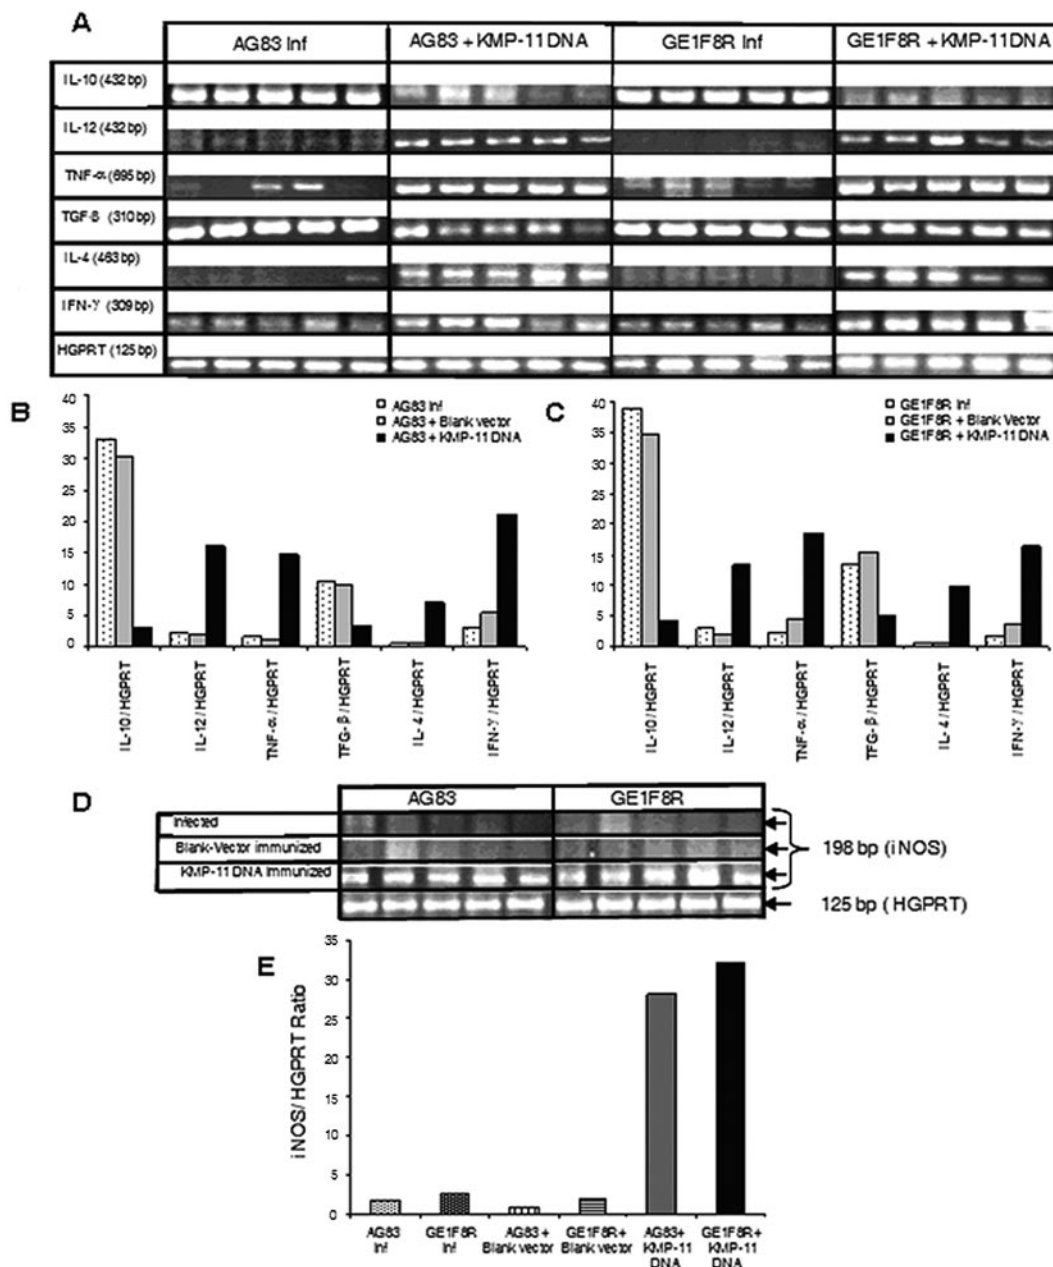 A
AG83 Inf AG83 + KMP-11 DNA GE1F8R Inf GE1F8R + KMP-11 DNA
IL-10 (432 bp)
IL-12 (432 bp)
TNF-α (695 bp)
TGF-β (310 bp)
IL-4 (463 bp)
IFN-γ (309 bp)
HGPRT (125 bp)
B
40
35
30
25
20
15
10
5
0
AG83 Inf
AG83 + Blank vector
AG83 + KMP-11 DNA
IL-10 / HGPRT
IL-12 / HGPRT
TNF-α / HGPRT
TFG-β / HGPRT
IL-4 / HGPRT
IFN-γ / HGPRT
C
40
35
30
25
20
15
10
5
0
GE1F8R Inf
GE1F8R + Blank Vector
GE1F8R + KMP-11 DNA
IL-10 / HGPRT
IL-12 / HGPRT
TNF-α / HGPRT
TFG-β / HGPRT
IL-4 / HGPRT
IFN-γ / HGPRT
D
AG83 GE1F8R
Infected
Blank-Vector immunized
KMP-11 DNA Immunized
198 bp (iNOS)
125 bp (HGPRT)
E
iNOS/HGPRT Ratio
35
30
25
20
15
10
5
0
AG83 Inf
GE1F8R Inf
AG83 + Blank vector
GE1F8R+ Blank vector
AG83+ KMP-11 DNA
GE1F8R+ KMP-11 DNA